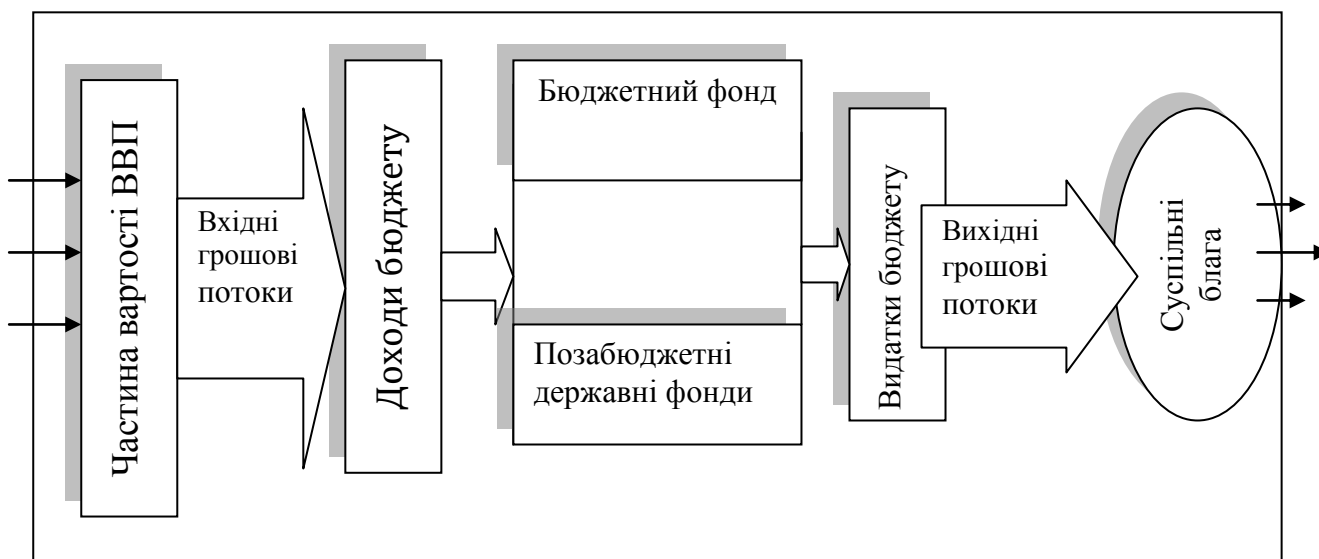 Частина вартості ВВП
Вхідні
грошові
потоки
Доходи бюджету
Бюджетний фонд
Позабюджетні
державні фонди
Видатки бюджету
Вихідні
грошові
потоки
Суспільні
блага